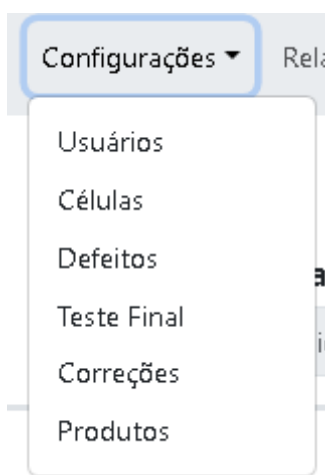 Configurações Rela
Usuários
Células
Defeitos
Teste Final
Correções
Produtos